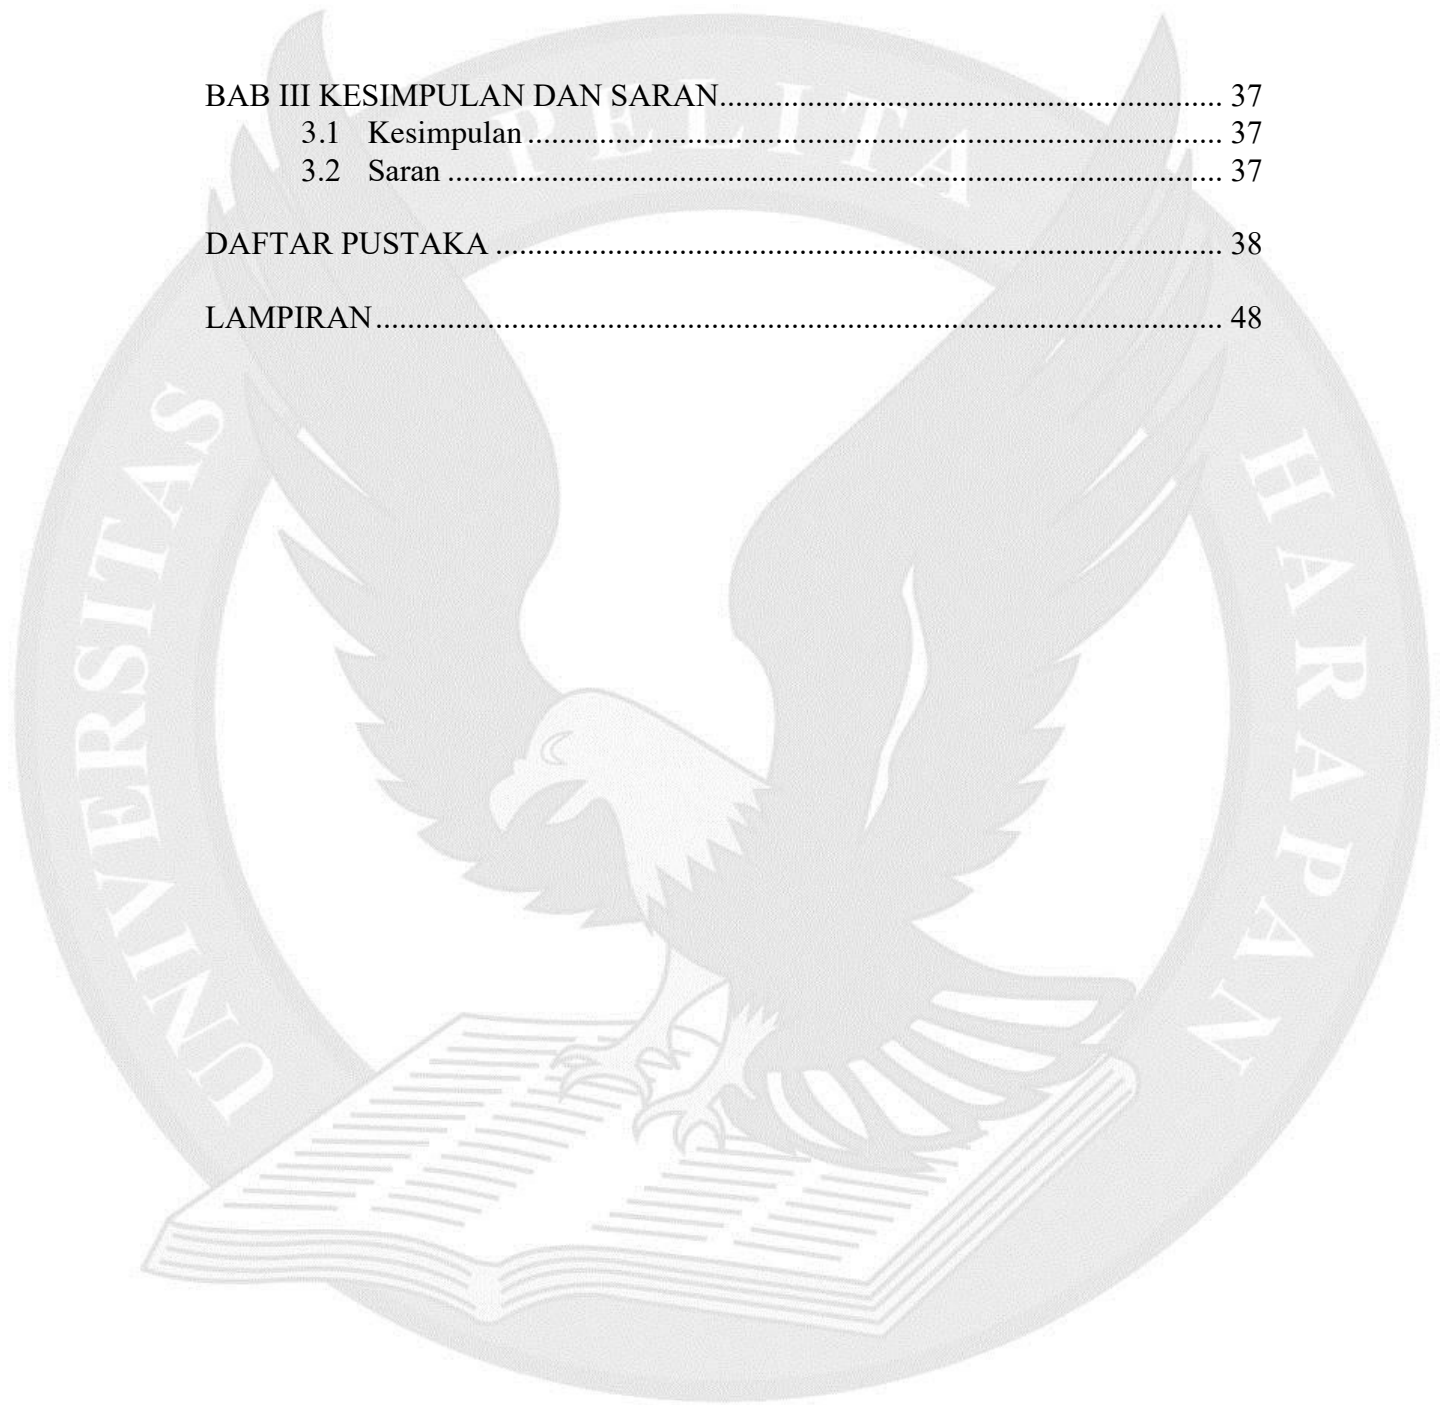 BAB III KESIMPULAN DAN SARAN............................................................... 37
3.1 Kesimpulan ....................................................................................... 37
3.2 Saran ................................................................................................. 37
DAFTAR PUSTAKA ........................................................................................... 38
LAMPIRAN.......................................................................................................... 48
UNIVERSITAS PELITA HARAPAN